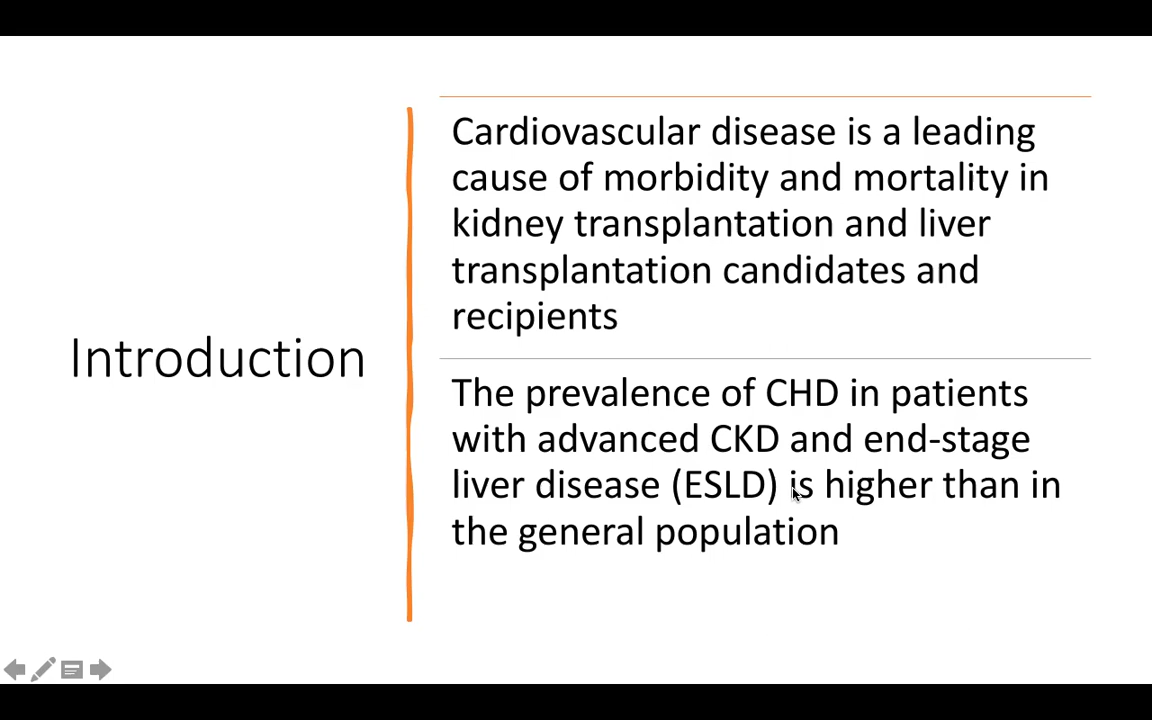 Introduction
Cardiovascular disease is a leading
cause of morbidity and mortality in
kidney transplantation and liver
transplantation candidates and
recipients
The prevalence of CHD in patients
with advanced CKD and end-stage
liver disease (ESLD) is higher than in
the general population